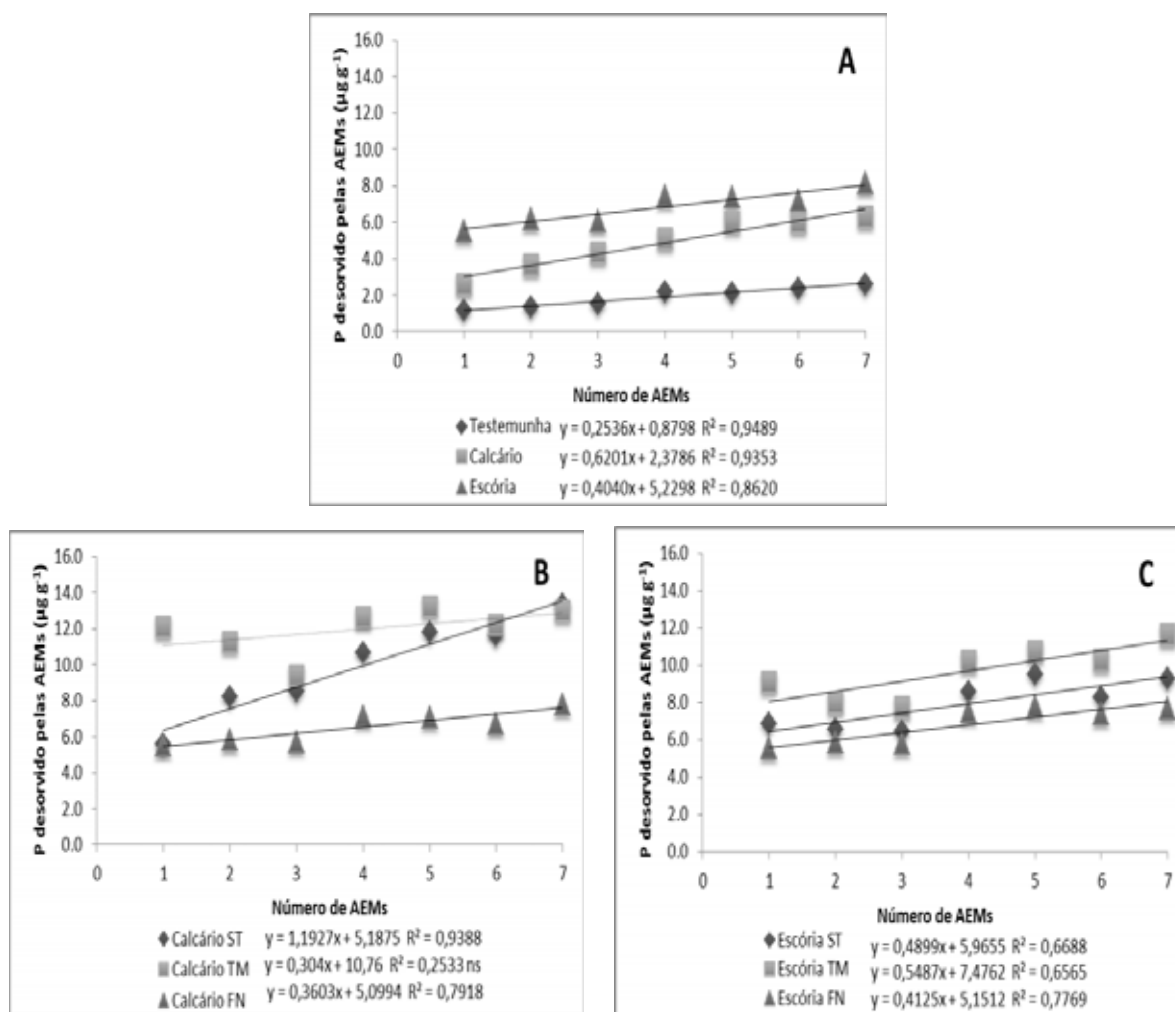 A
P desorvido pelas AEMs (µg g⁻¹)
16.0
14.0
12.0
10.0
8.0
6.0
4.0
2.0
0.0
0 1 2 3 4 5 6 7
Número de AEMs
Testemunha y = 0,2536x + 0,8798 R² = 0,9489
Calcário y = 0,6201x + 2,3786 R² = 0,9353
Escória y = 0,4040x + 5,2298 R² = 0,8620
B
P desorvido pelas AEMs (µg g⁻¹)
16.0
14.0
12.0
10.0
8.0
6.0
4.0
2.0
0.0
0 1 2 3 4 5 6 7
Número de AEMs
Calcário ST y = 1,1927x + 5,1875 R² = 0,9388
Calcário TM y = 0,304x + 10,76 R² = 0,2533 ns
Calcário FN y = 0,3603x + 5,0994 R² = 0,7918
C
P desorvido pelas AEMs (µg g⁻¹)
16.0
14.0
12.0
10.0
8.0
6.0
4.0
2.0
0.0
0 1 2 3 4 5 6 7
Número de AEMs
Escória ST y = 0,4899x + 5,9655 R² = 0,6688
Escória TM y = 0,5487x + 7,4762 R² = 0,6565
Escória FN y = 0,4125x + 5,1512 R² = 0,7769